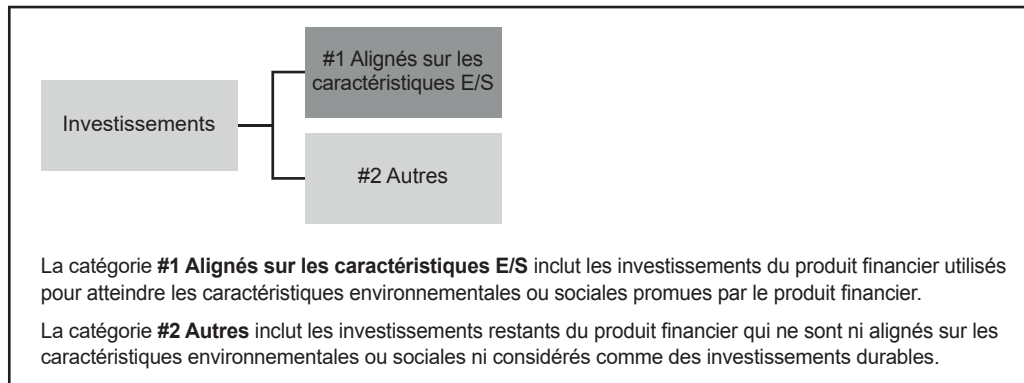 #1 Alignés sur les
caractéristiques E/S
Investissements
#2 Autres
La catégorie #1 Alignés sur les caractéristiques E/S inclut les investissements du produit financier utilisés
pour atteindre les caractéristiques environnementales ou sociales promues par le produit financier.
La catégorie #2 Autres inclut les investissements restants du produit financier qui ne sont ni alignés sur les
caractéristiques environnementales ou sociales ni considérés comme des investissements durables.